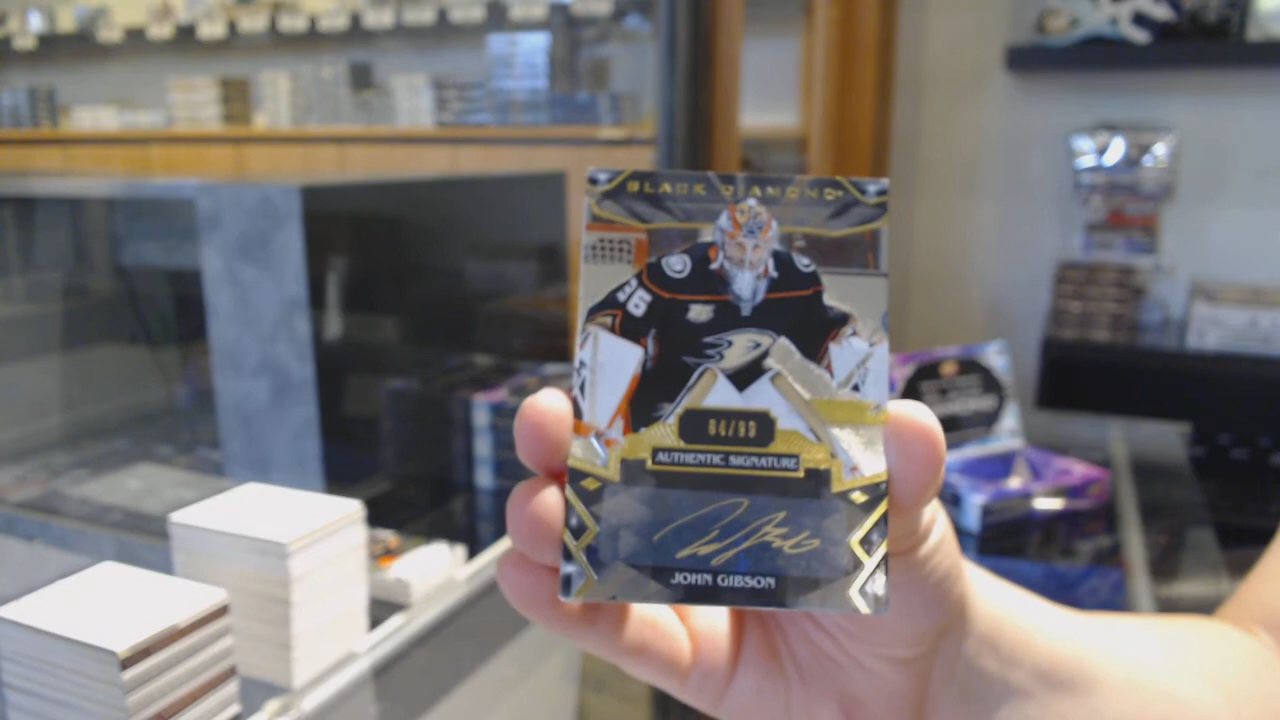 BLACK DIAMOND
36
04/99
AUTHENTIC SIGNATURE
JOHN GIBSON